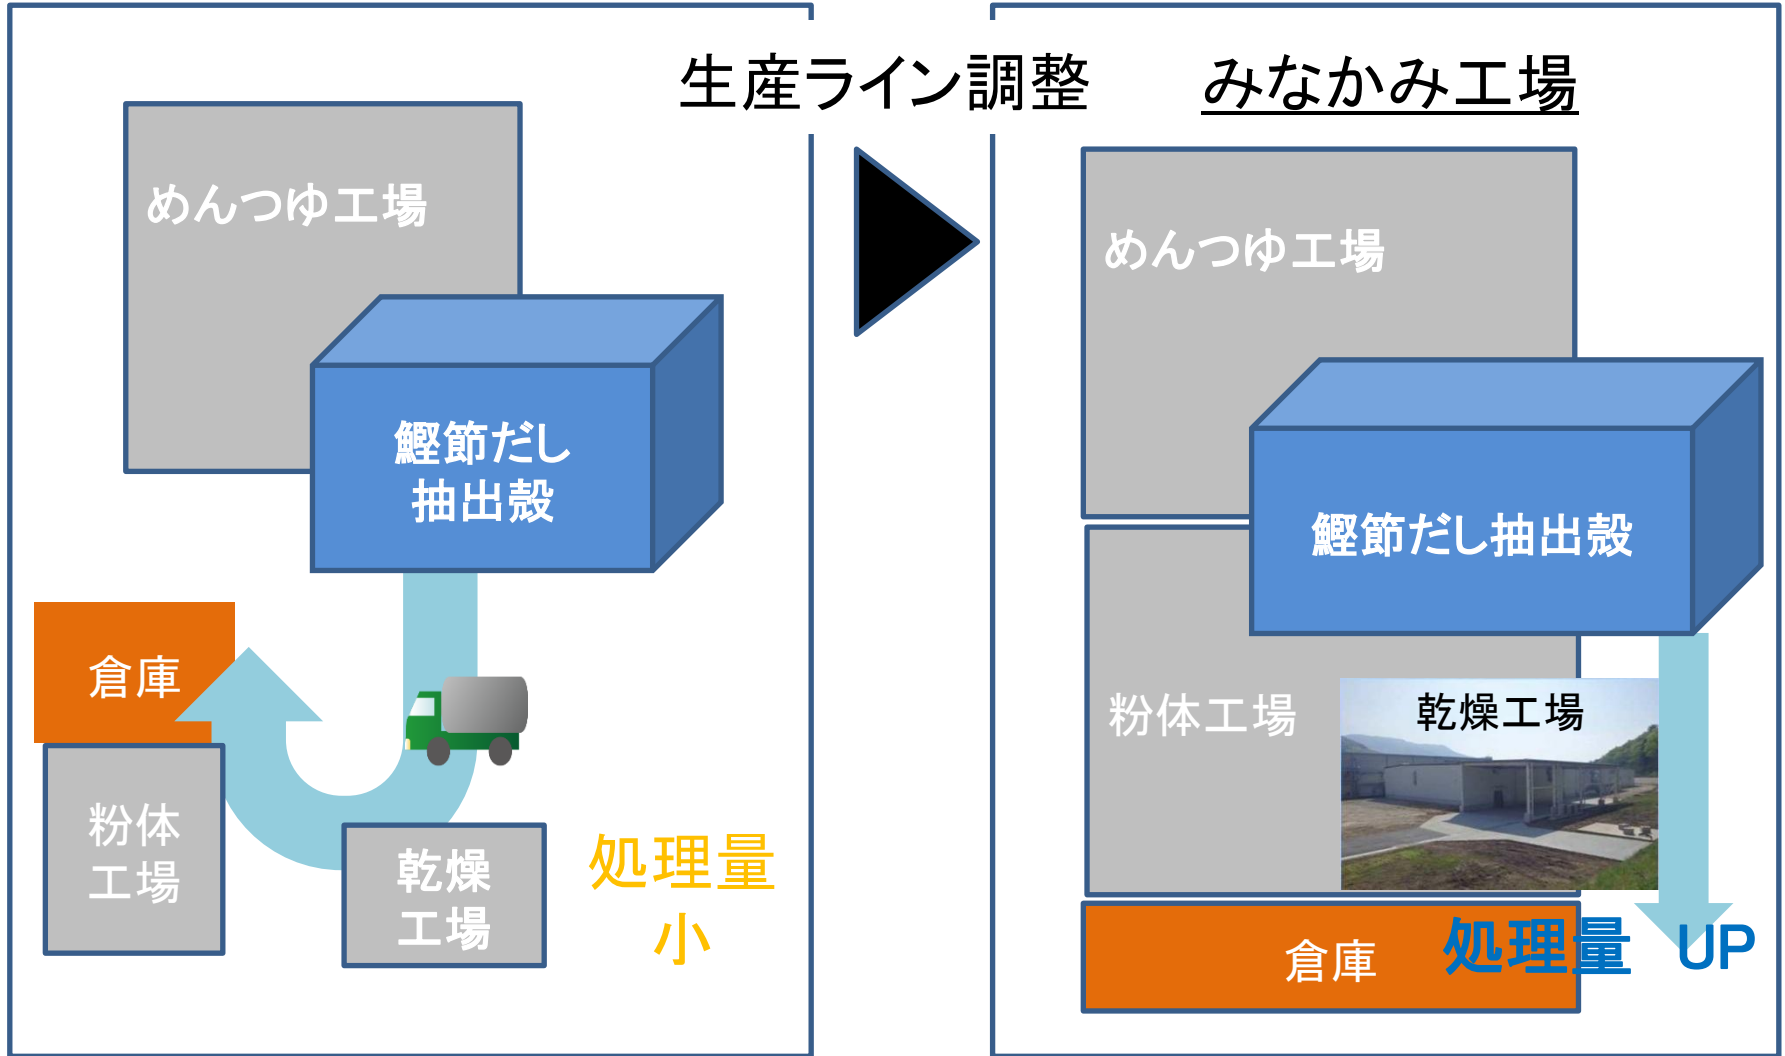 生産ライン調整
みなかみ工場
めんつゆ工場
鰹節だし
抽出殻
倉庫
粉体
工場
乾燥
工場
処理量
小
めんつゆ工場
鰹節だし抽出殻
粉体工場
乾燥工場
倉庫
処理量 UP